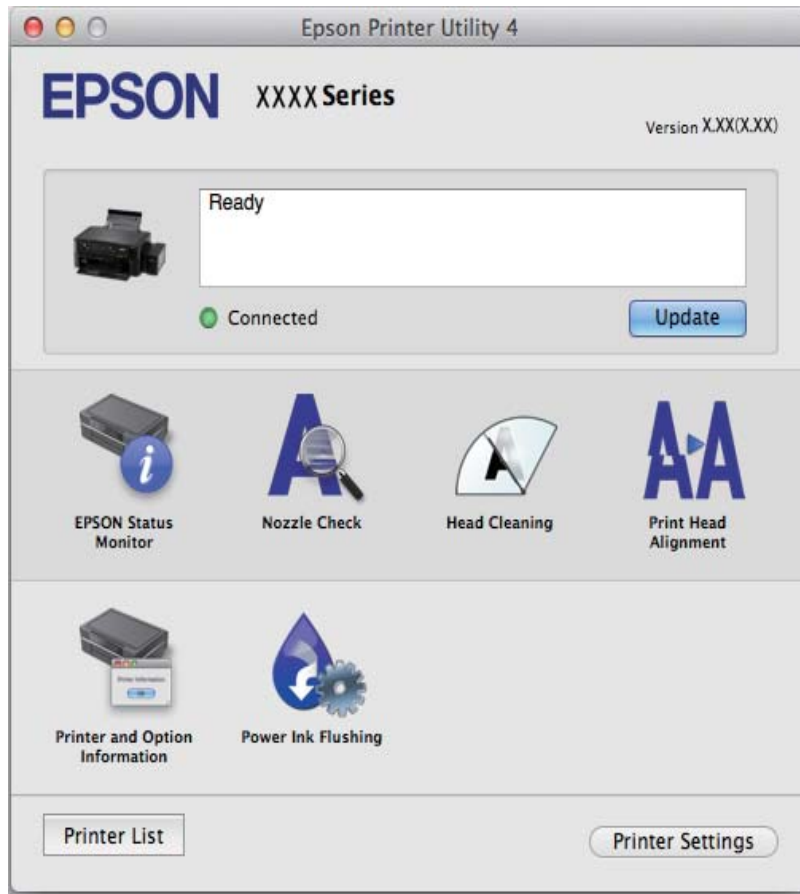 Epson Printer Utility 4
EPSON
XXXX Series
Version X.XX(X.XX)
Ready
Connected
Update
EPSON Status
Monitor
Nozzle Check
Head Cleaning
Print Head
Alignment
Printer and Option
Information
Power Ink Flushing
Printer List
Printer Settings